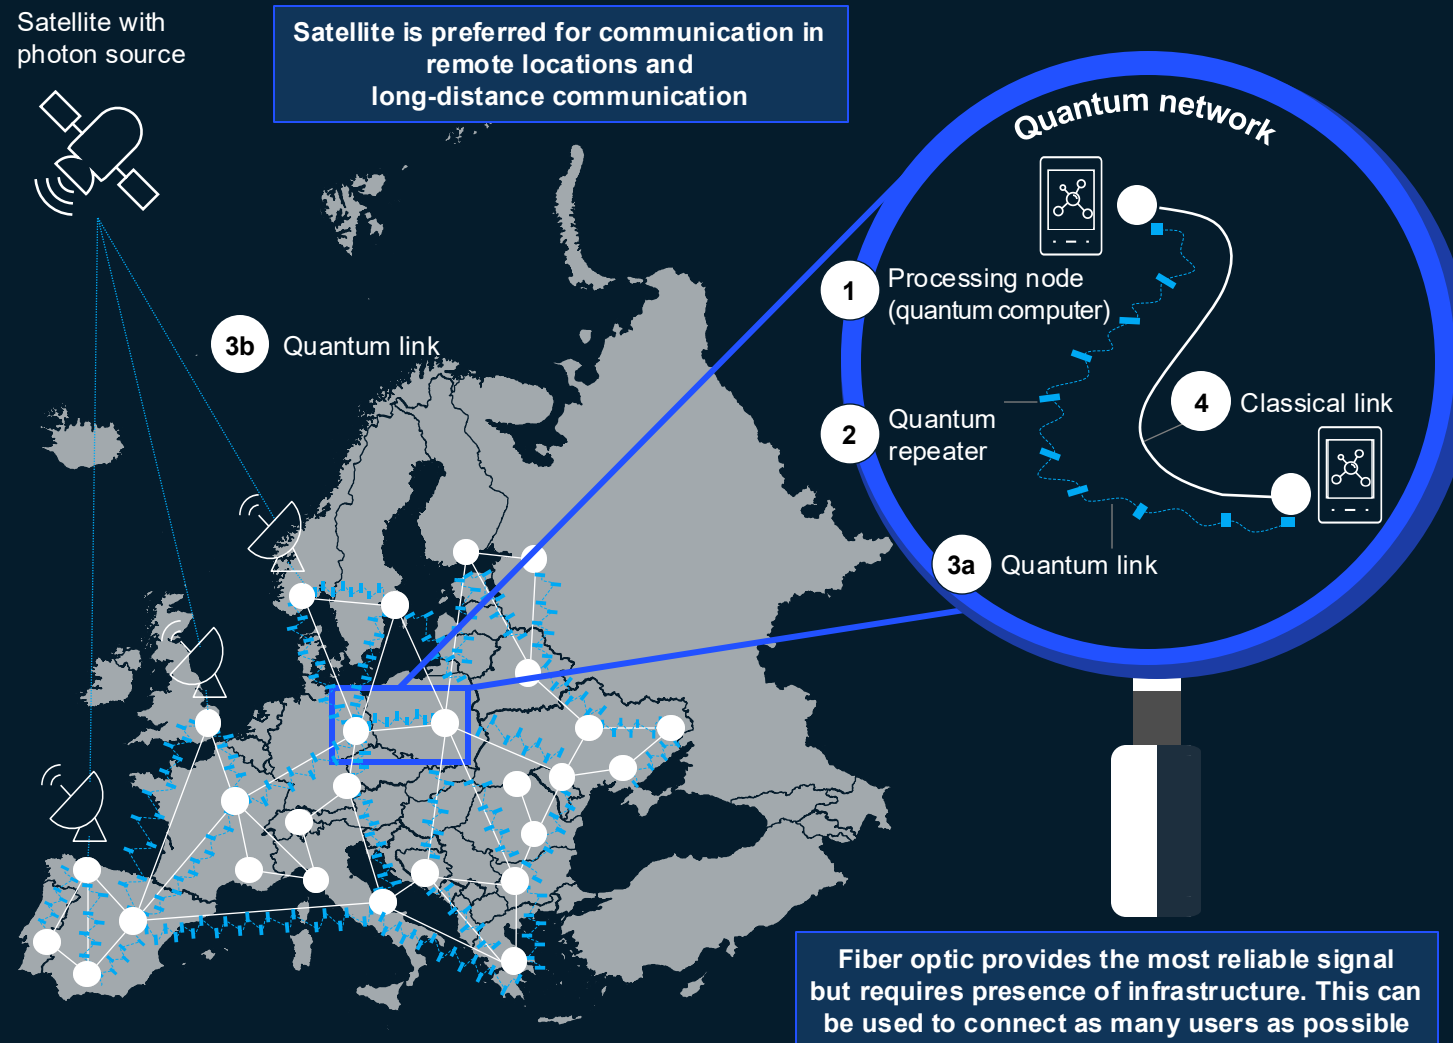 Satellite with
photon source
Satellite is preferred for communication in
remote locations and
long-distance communication
Quantum network
1
Processing node
(quantum computer)
3b
Quantum link
2
Quantum
repeater
4
Classical link
3a
Quantum link
Fiber optic provides the most reliable signal
but requires presence of infrastructure. This can
be used to connect as many users as possible